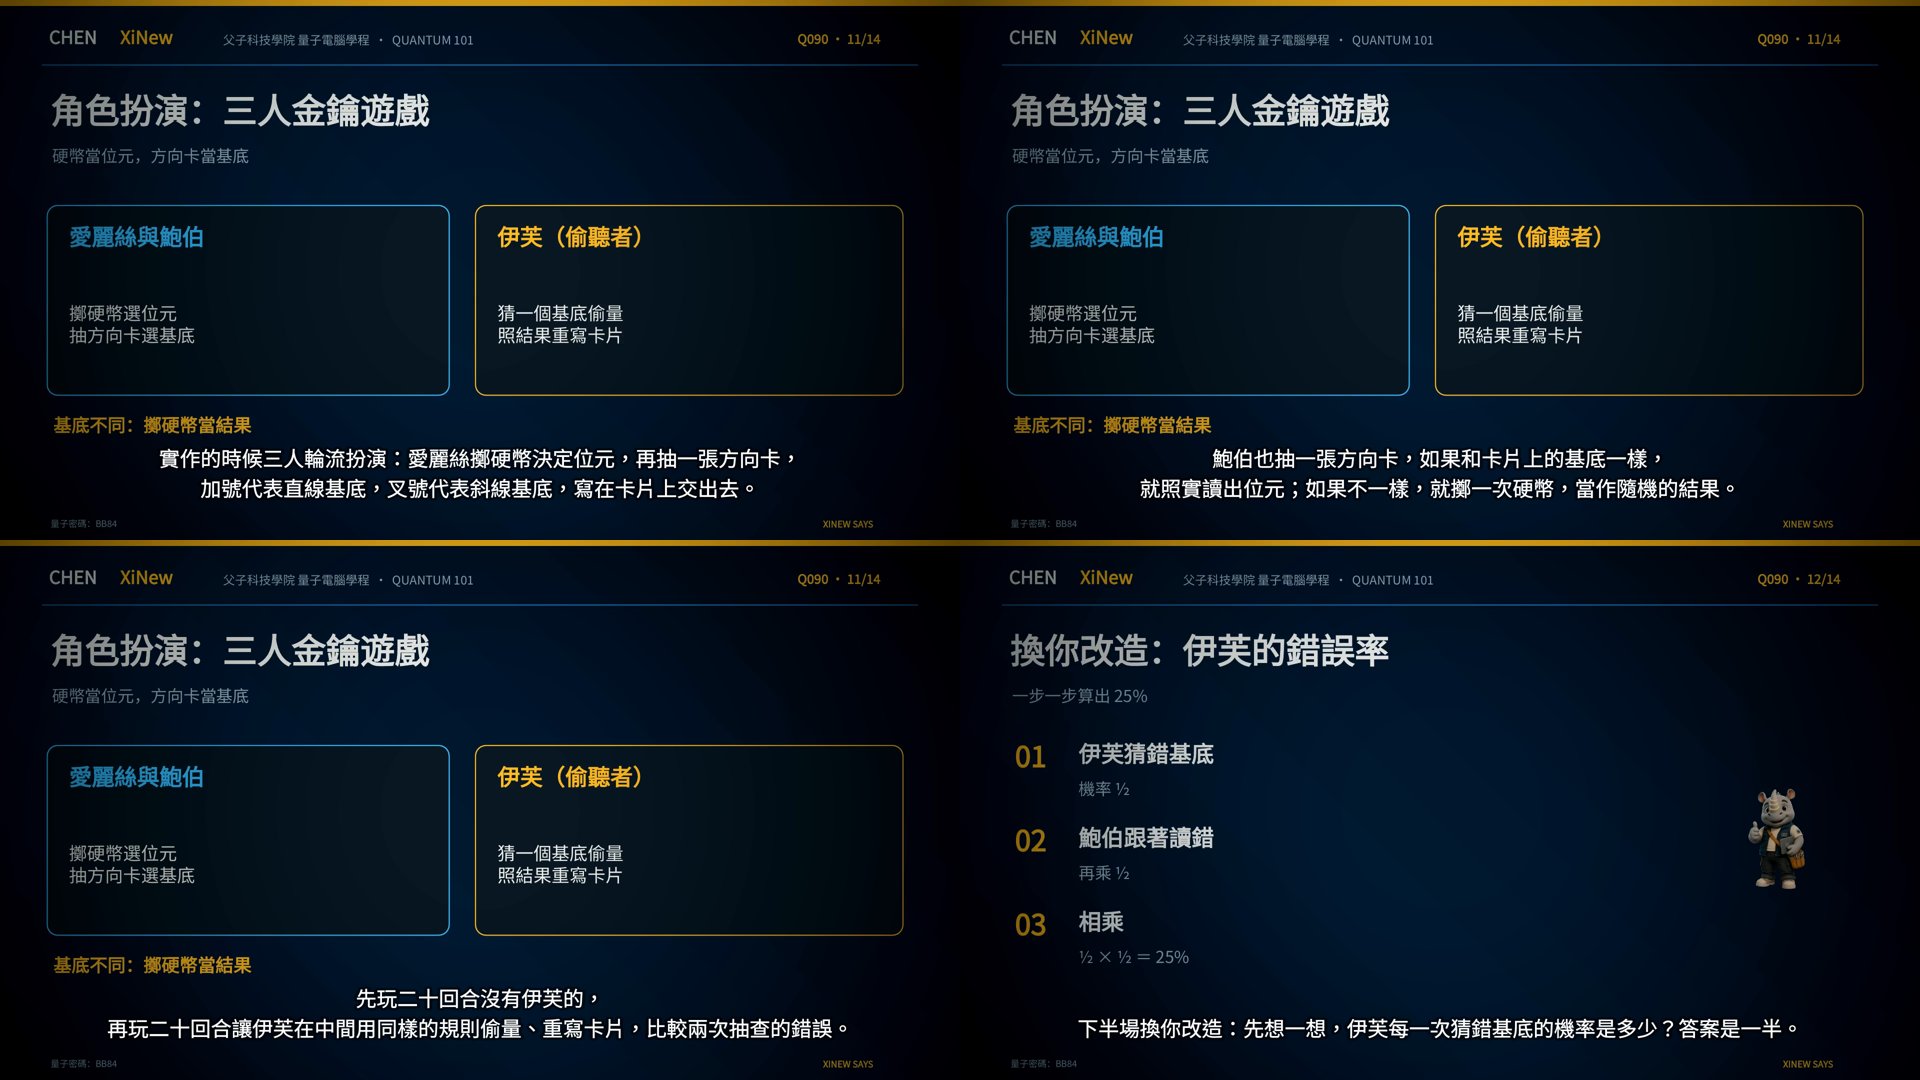 CHEN XiNew 父子科技學院 量子電腦學程 · QUANTUM 101 Q090 · 11/14
角色扮演：三人金鑰遊戲
硬幣當位元，方向卡當基底
愛麗絲與鮑伯
擲硬幣選位元
抽方向卡選基底
伊芙（偷聽者）
猜一個基底偷量
照結果重寫卡片
基底不同：擲硬幣當結果
實作的時候三人輪流扮演：愛麗絲擲硬幣決定位元，再抽一張方向卡，
加號代表直線基底，叉號代表斜線基底，寫在卡片上交出去。
量子密碼：BB84 XINEW SAYS
CHEN XiNew 父子科技學院 量子電腦學程 · QUANTUM 101 Q090 · 11/14
角色扮演：三人金鑰遊戲
硬幣當位元，方向卡當基底
愛麗絲與鮑伯
擲硬幣選位元
抽方向卡選基底
伊芙（偷聽者）
猜一個基底偷量
照結果重寫卡片
基底不同：擲硬幣當結果
鮑伯也抽一張方向卡，如果和卡片上的基底一樣，
就照實讀出位元；如果不一樣，就擲一次硬幣，當作隨機的結果。
量子密碼：BB84 XINEW SAYS
CHEN XiNew 父子科技學院 量子電腦學程 · QUANTUM 101 Q090 · 11/14
角色扮演：三人金鑰遊戲
硬幣當位元，方向卡當基底
愛麗絲與鮑伯
擲硬幣選位元
抽方向卡選基底
伊芙（偷聽者）
猜一個基底偷量
照結果重寫卡片
基底不同：擲硬幣當結果
先玩二十回合沒有伊芙的，
再玩二十回合讓伊芙在中間用同樣的規則偷量、重寫卡片，比較兩次抽查的錯誤。
量子密碼：BB84 XINEW SAYS
CHEN XiNew 父子科技學院 量子電腦學程 · QUANTUM 101 Q090 · 12/14
換你改造：伊芙的錯誤率
一步一步算出 25%
01 伊芙猜錯基底
機率 ½
02 鮑伯跟著讀錯
再乘 ½
03 相乘
½ × ½ ＝ 25%
下半場換你改造：先想一想，伊芙每一次猜錯基底的機率是多少？答案是一半。
量子密碼：BB84 XINEW SAYS